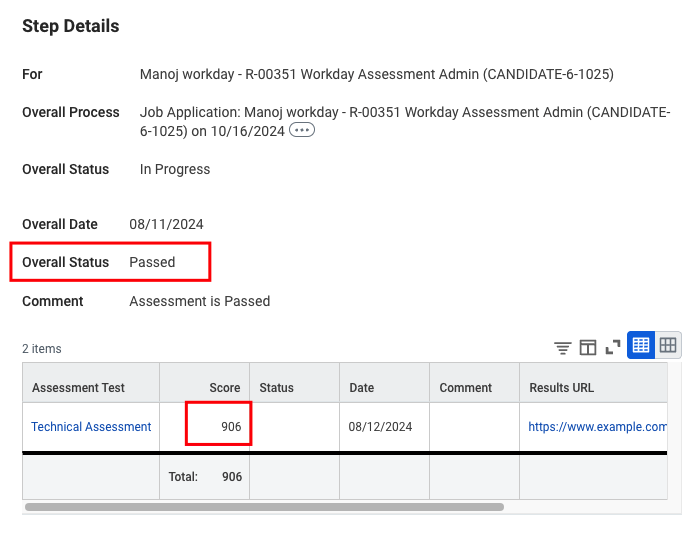 Step Details
For Manoj workday - R-00351 Workday Assessment Admin (CANDIDATE-6-1025)
Overall Process Job Application: Manoj workday - R-00351 Workday Assessment Admin (CANDIDATE-
6-1025) on 10/16/2024
Overall Status In Progress
Overall Date 08/11/2024
Overall Status Passed
Comment Assessment is Passed
2 items
Assessment Test Score Status Date Comment Results URL
Technical Assessment 906 08/12/2024 https://www.example.com
Total: 906